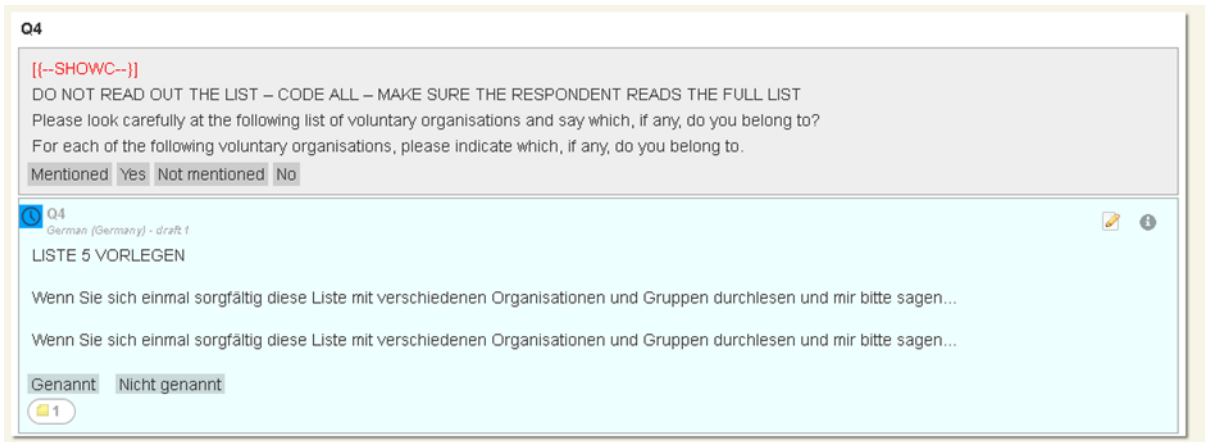 Q4
[{--SHOWC--}]
DO NOT READ OUT THE LIST – CODE ALL – MAKE SURE THE RESPONDENT READS THE FULL LIST
Please look carefully at the following list of voluntary organisations and say which, if any, do you belong to?
For each of the following voluntary organisations, please indicate which, if any, do you belong to.
Mentioned Yes Not mentioned No
Q4
German (Germany) - draft 1
LISTE 5 VORLEGEN
Wenn Sie sich einmal sorgfältig diese Liste mit verschiedenen Organisationen und Gruppen durchlesen und mir bitte sagen...
Wenn Sie sich einmal sorgfältig diese Liste mit verschiedenen Organisationen und Gruppen durchlesen und mir bitte sagen...
Genannt Nicht genannt
1